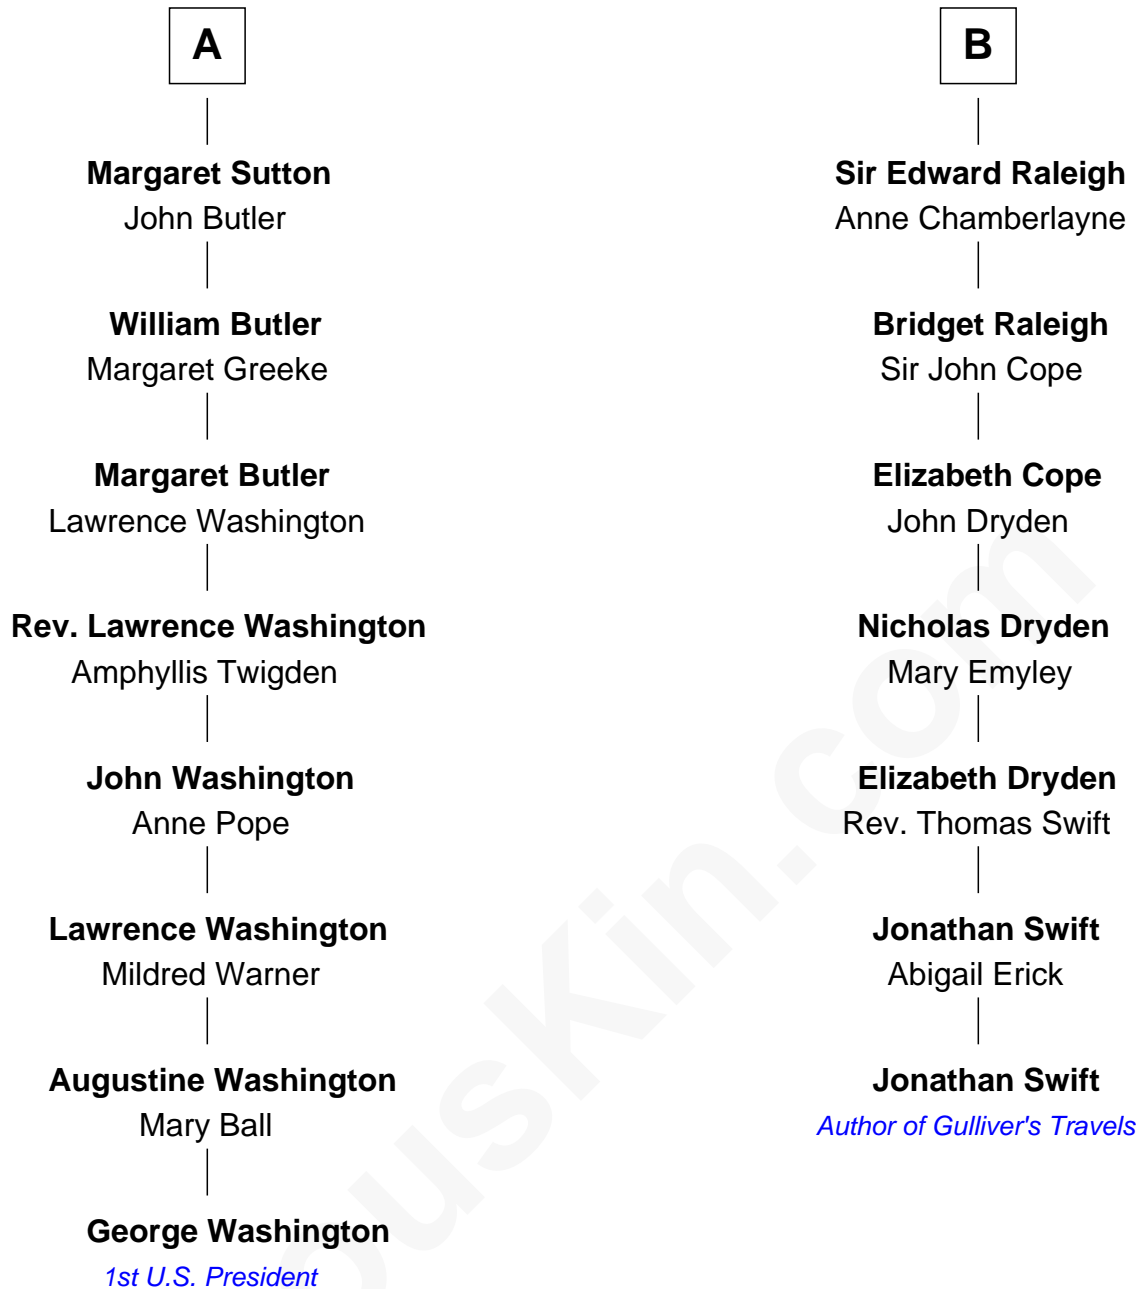 A
Margaret Sutton
John Butler
William Butler
Margaret Greeke
Margaret Butler
Lawrence Washington
Rev. Lawrence Washington
Amphyllis Twigden
John Washington
Anne Pope
Lawrence Washington
Mildred Warner
Augustine Washington
Mary Ball
George Washington
1st U.S. President
B
Sir Edward Raleigh
Anne Chamberlayne
Bridget Raleigh
Sir John Cope
Elizabeth Cope
John Dryden
Nicholas Dryden
Mary Emyley
Elizabeth Dryden
Rev. Thomas Swift
Jonathan Swift
Abigail Erick
Jonathan Swift
Author of Gulliver's Travels
ousKin.com